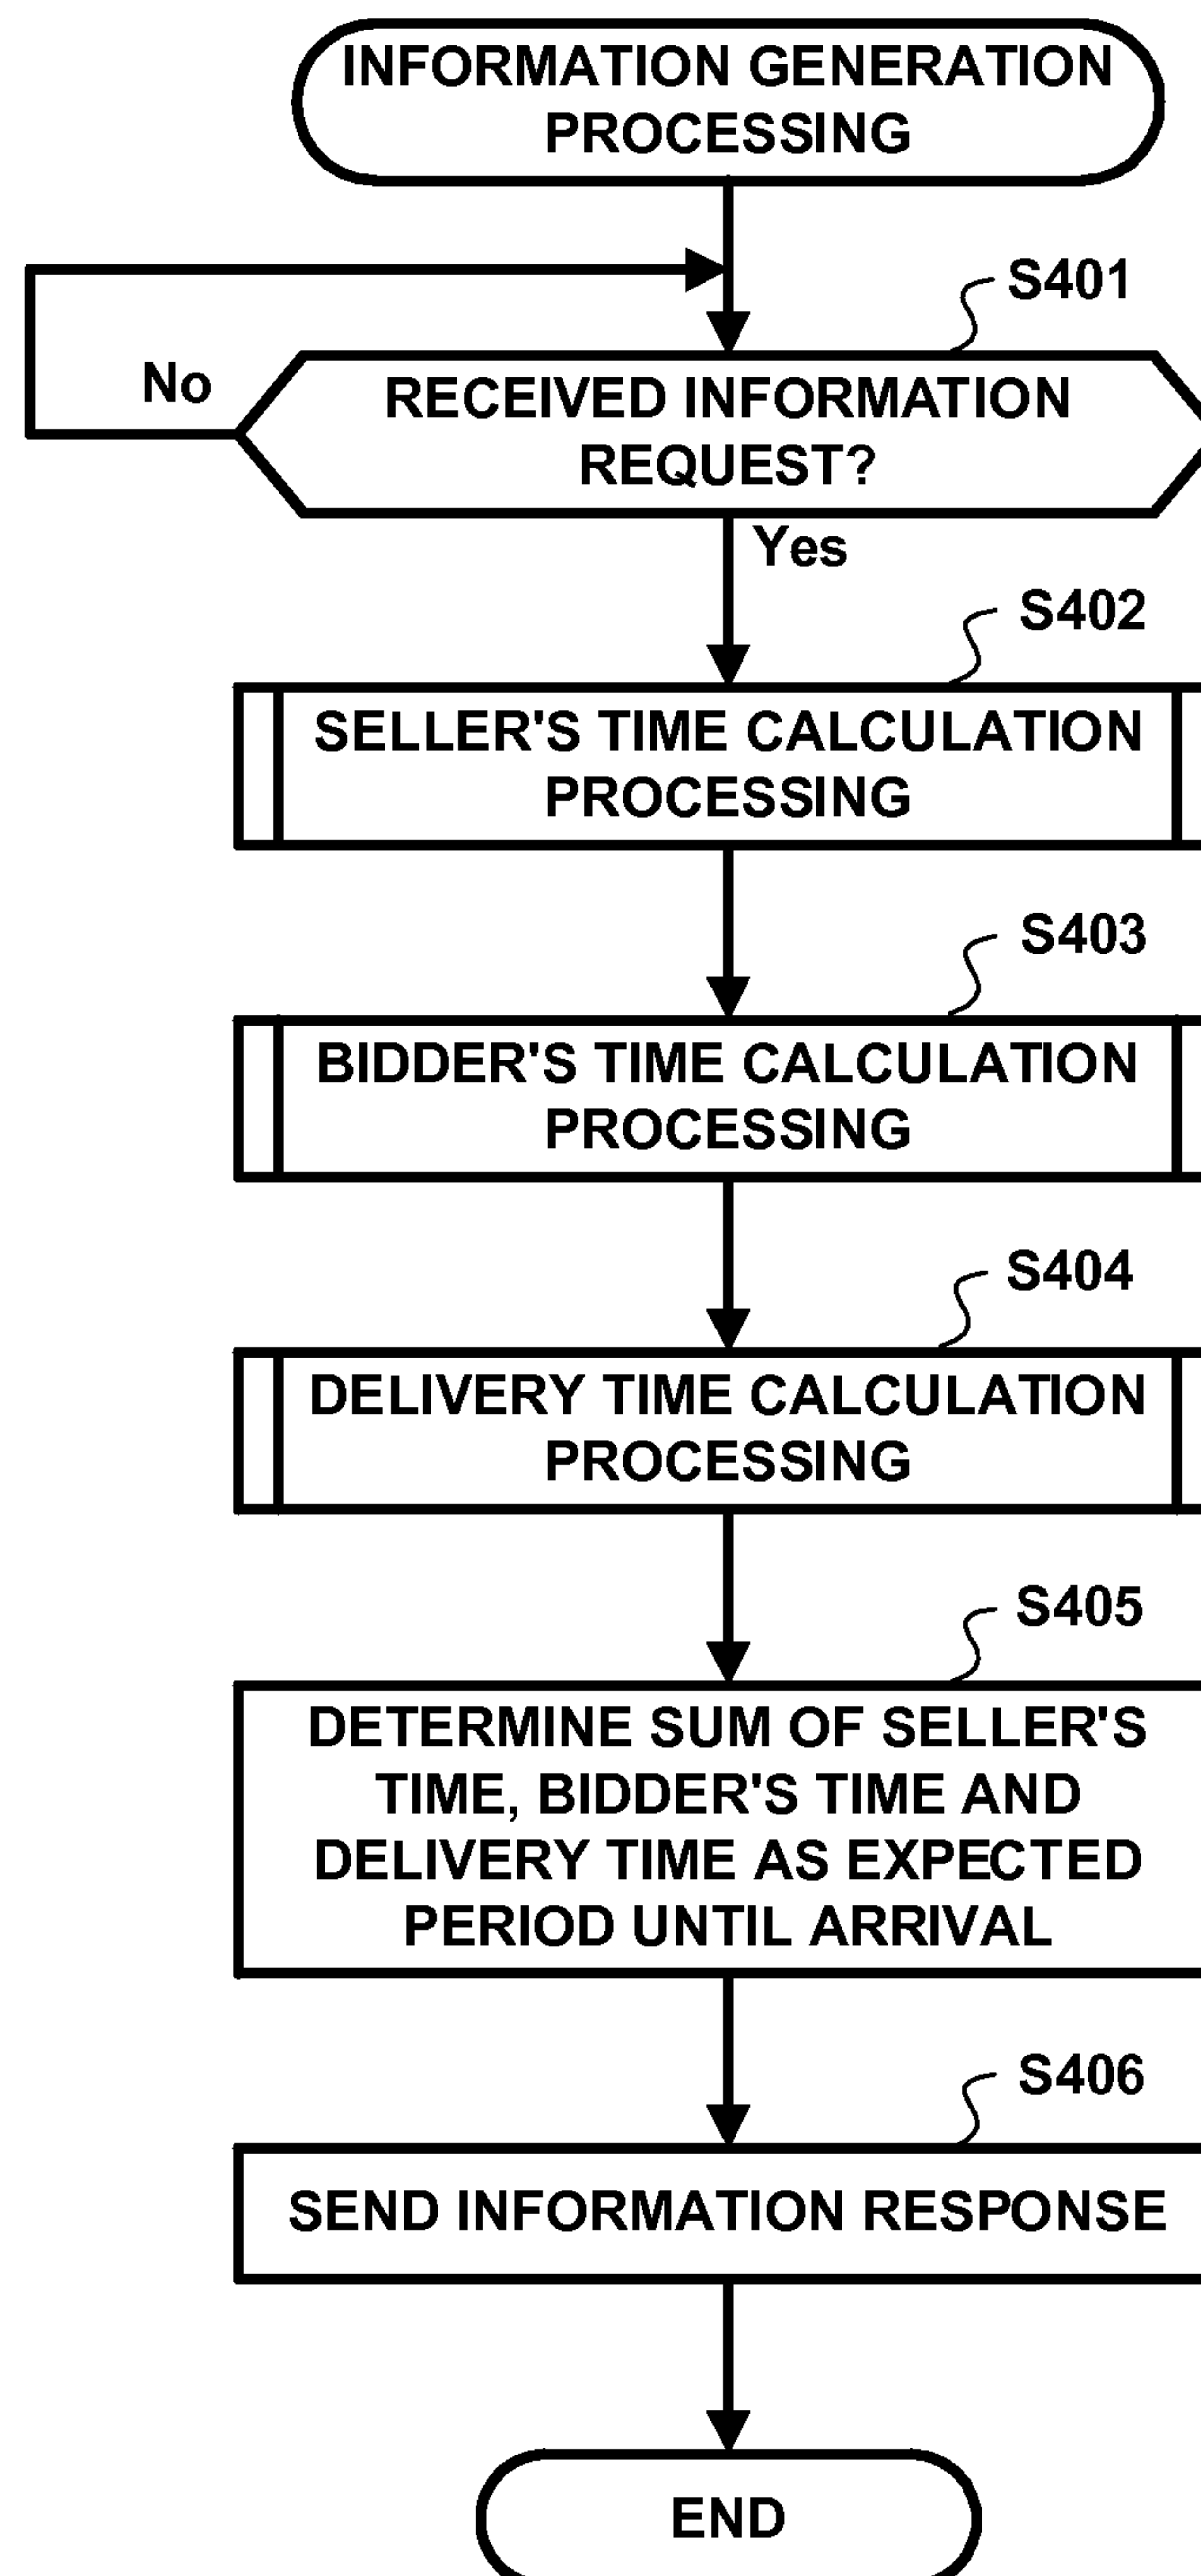 INFORMATION GENERATION
PROCESSING
S401
No
RECEIVED INFORMATION
REQUEST?
Yes
S402
SELLER'S TIME CALCULATION
PROCESSING
S403
BIDDER'S TIME CALCULATION
PROCESSING
S404
DELIVERY TIME CALCULATION
PROCESSING
S405
DETERMINE SUM OF SELLER'S
TIME, BIDDER'S TIME AND
DELIVERY TIME AS EXPECTED
PERIOD UNTIL ARRIVAL
S406
SEND INFORMATION RESPONSE
END